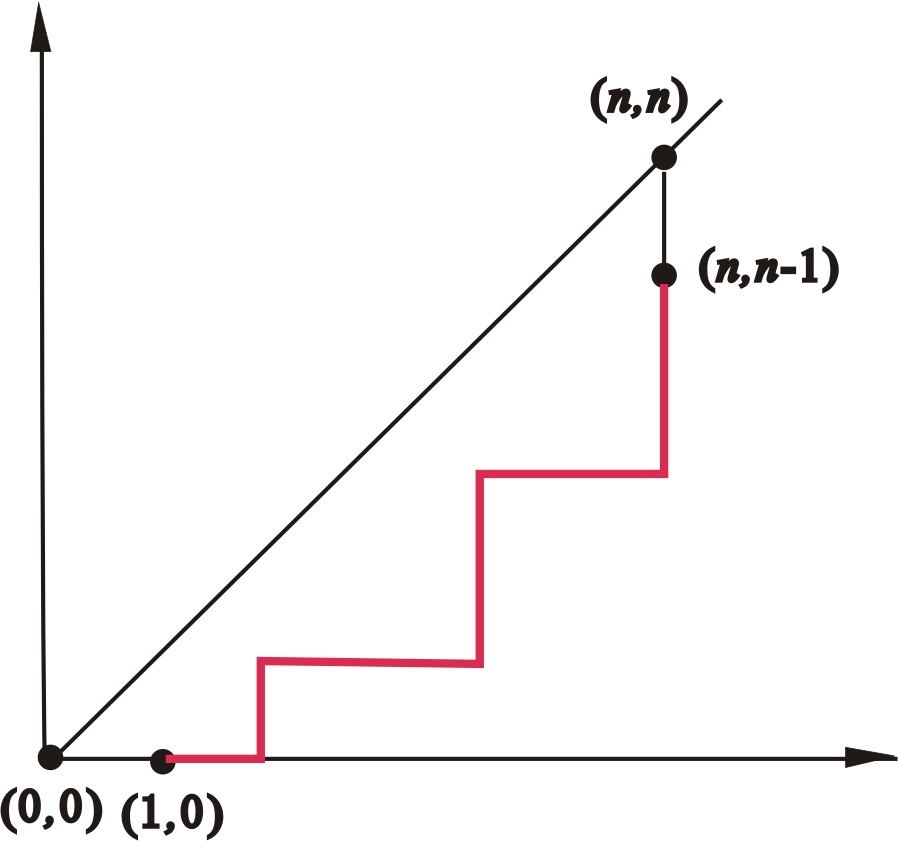 (n,n)
(n,n-1)
(0,0) (1,0)